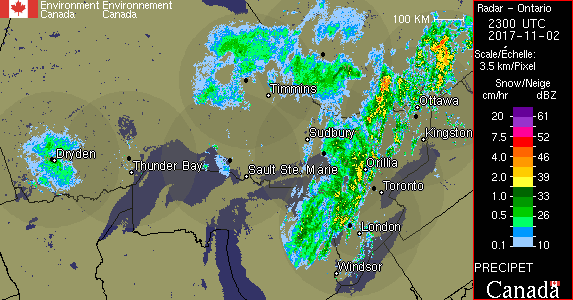 Environment Environnement
Canada Canada
100 KM
Timmins
Ottawa
Sudbury
Kingston
Dryden
Thunder Bay
Sault Ste. Marie
Orillia
Toronto
London
Windsor
Radar - Ontario
2300 UTC
2017-11-02
Scale/Échelle:
3.5 km/Pixel
Snow/Neige
cm/hr dBZ
20 61
7.5 52
4.0 46
2.0 39
1.0 33
0.5 26
0.1 10
PRECIPET
Canada